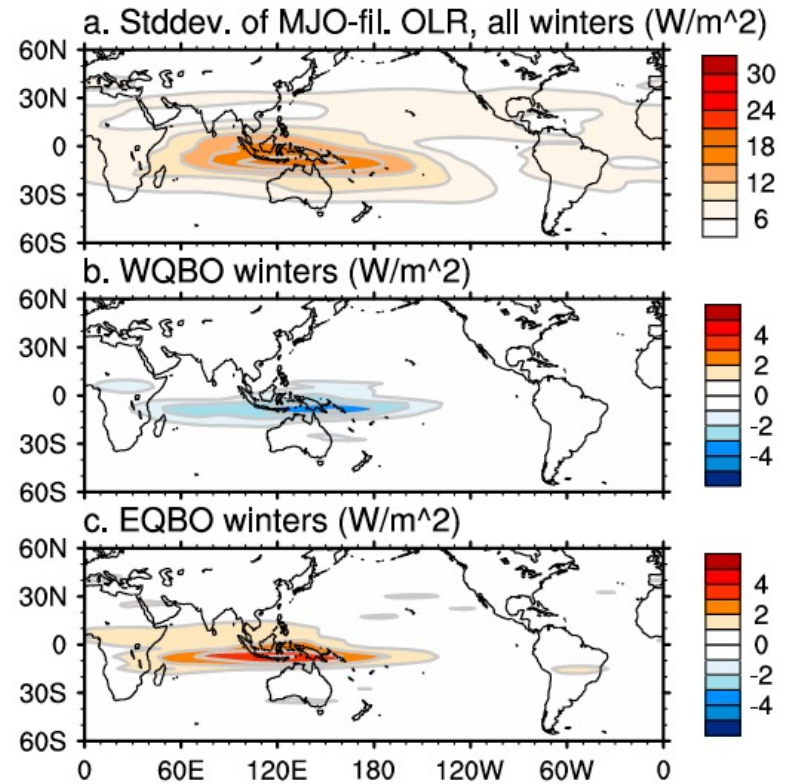 a. Stddev. of MJO-fil. OLR, all winters (W/m^2)
60N
30N
0
30S
60S
30
24
18
12
6
b. WQBO winters (W/m^2)
60N
30N
0
30S
60S
4
2
0
-2
-4
c. EQBO winters (W/m^2)
60N
30N
0
30S
60S
0 60E 120E 180 120W 60W 0
4
2
0
-2
-4